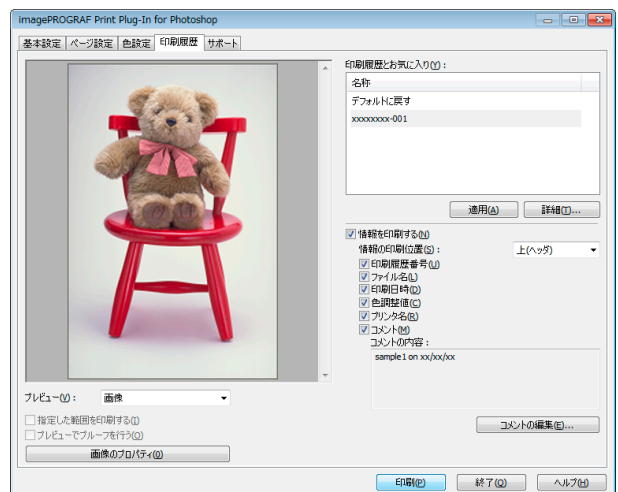 imagePROGRAF Print Plug-In for Photoshop
基本設定 ページ設定 色設定 印刷履歴 サポート
印刷履歴とお気に入り(Y)：
名称
デフォルトに戻す
xxxxxxxx-001
適用(A) 詳細(T)...
情報を印刷する(N)
情報の印刷位置(S)： 上(ヘッダ)
印刷履歴番号(U)
ファイル名(L)
印刷日時(D)
色調整値(C)
プリンタ名(R)
コメント(M)
コメントの内容：
sample1 on xx/xx/xx
プレビュー(V)： 画像
指定した範囲を印刷する(I)
プレビューでプルーフを行う(O)
コメントの編集(E)...
画像のプロパティ(0)
印刷(P) 終了(Q) ヘルプ(H)